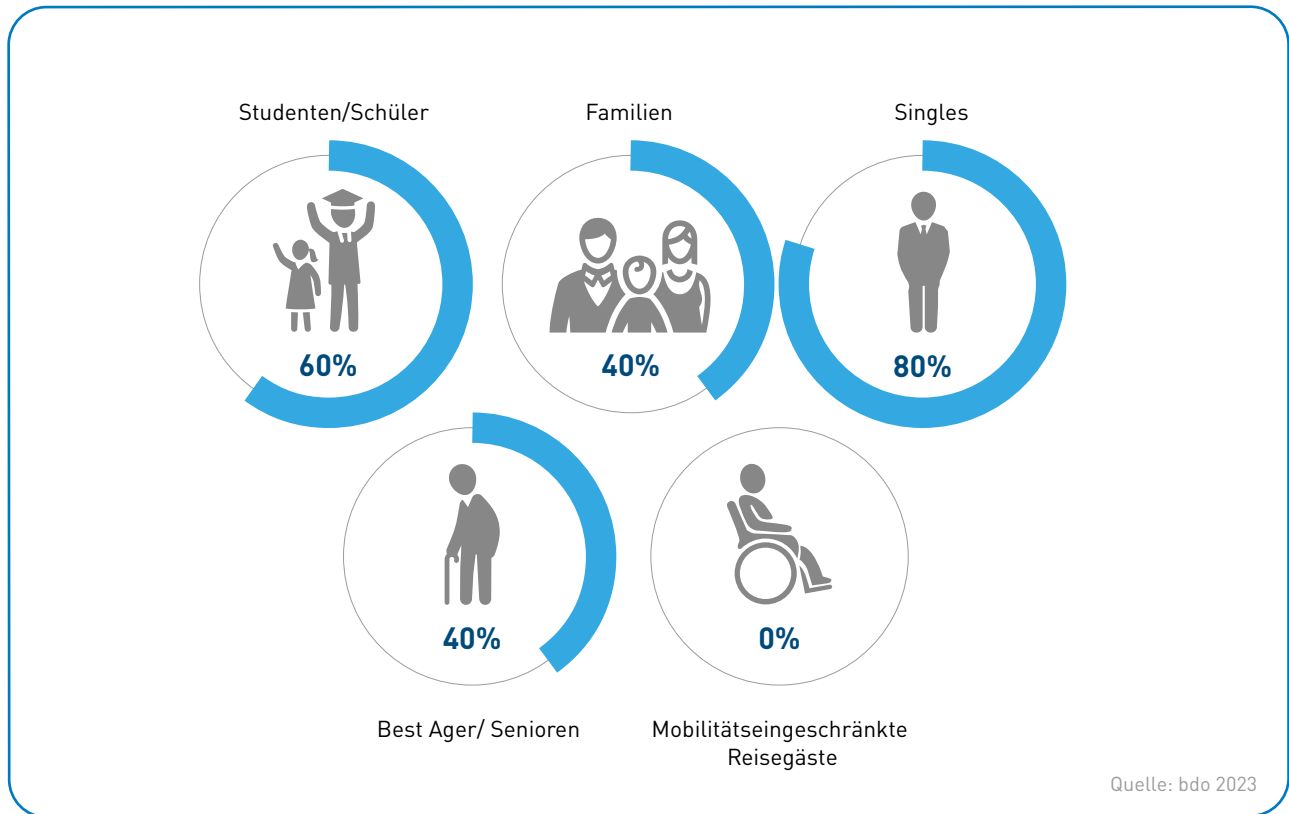 Studenten/Schüler
60%
Familien
40%
Singles
80%
40%
Best Ager/ Senioren
0%
Mobilitätseingeschränkte
Reisegäste
Quelle: bdo 2023